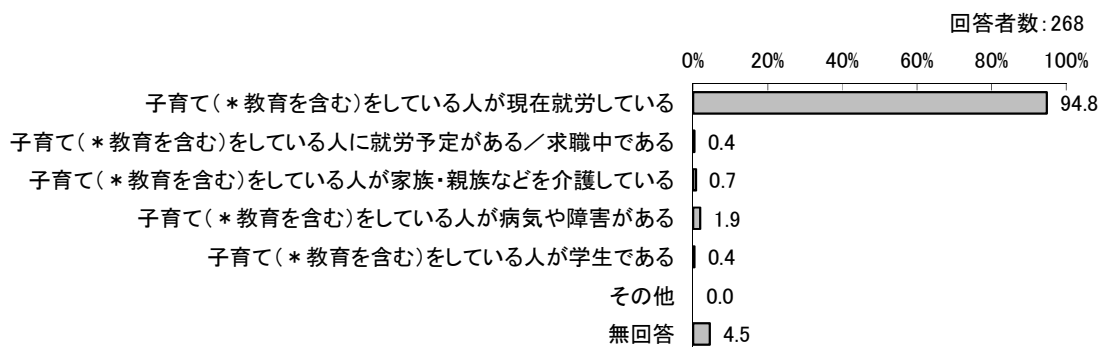 回答者数:268
0% 20% 40% 60% 80% 100%
子育て(*教育を含む)をしている人が現在就労している 94.8
子育て(*教育を含む)をしている人に就労予定がある/求職中である 0.4
子育て(*教育を含む)をしている人が家族・親族などを介護している 0.7
子育て(*教育を含む)をしている人が病気や障害がある 1.9
子育て(*教育を含む)をしている人が学生である 0.4
その他 0.0
無回答 4.5